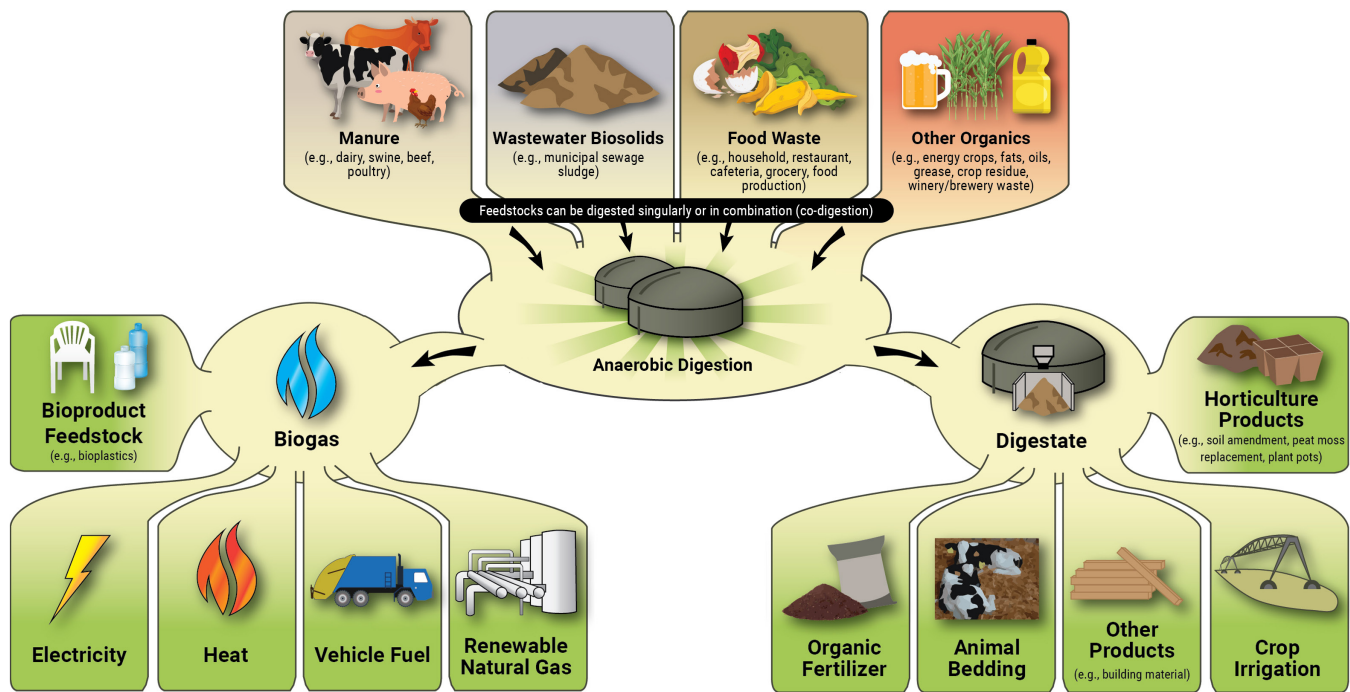 Manure
(e.g., dairy, swine, beef,
poultry)
Wastewater Biosolids
(e.g., municipal sewage
sludge)
Food Waste
(e.g., household, restaurant,
cafeteria, grocery, food
production)
Other Organics
(e.g., energy crops, fats, oils,
grease, crop residue,
winery/brewery waste)
Feedstocks can be digested singularly or in combination (co-digestion)
Anaerobic Digestion
Bioproduct
Feedstock
(e.g., bioplastics)
Biogas
Digestate
Horticulture
Products
(e.g., soil amendment, peat moss
replacement, plant pots)
Electricity
Heat
Vehicle Fuel
Renewable
Natural Gas
Organic
Fertilizer
Animal
Bedding
Other
Products
(e.g., building material)
Crop
Irrigation